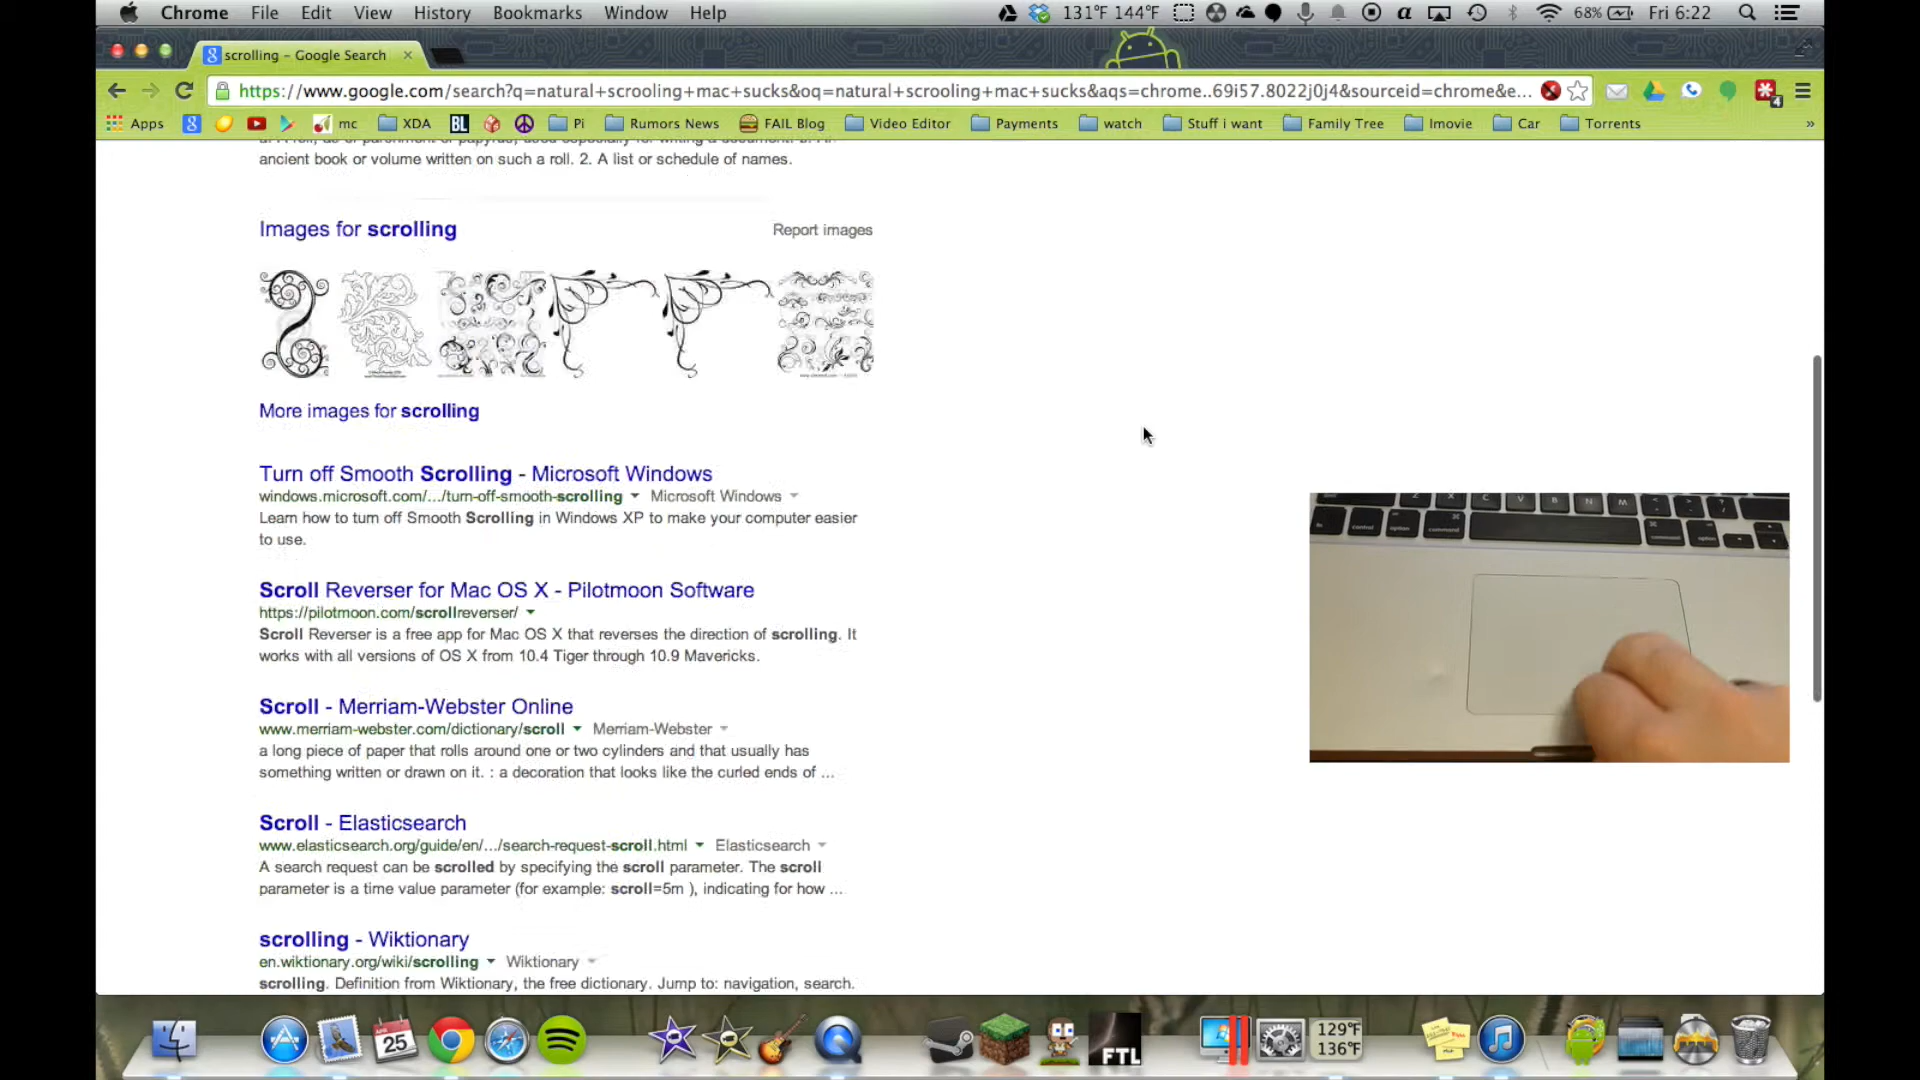 Chrome File Edit View History Bookmarks Window Help 131°F 144°F 68% Fri 6:22
scrolling - Google Search
https://www.google.com/search?q=natural+scrooling+mac+sucks&oq=natural+scrooling+mac+sucks&aqs=chrome..69i57.8022j0j4&sourceid=chrome&e...
Apps mc XDA BL Pi Rumors News FAIL Blog Video Editor Payments watch Stuff i want Family Tree Imovie Car Torrents »
ancient book or volume written on such a roll. 2. A list or schedule of names.
Images for scrolling Report images
More images for scrolling
Turn off Smooth Scrolling - Microsoft Windows
windows.microsoft.com/.../turn-off-smooth-scrolling Microsoft Windows
Learn how to turn off Smooth Scrolling in Windows XP to make your computer easier
to use.
Scroll Reverser for Mac OS X - Pilotmoon Software
https://pilotmoon.com/scrollreverser/
Scroll Reverser is a free app for Mac OS X that reverses the direction of scrolling. It
works with all versions of OS X from 10.4 Tiger through 10.9 Mavericks.
Scroll - Merriam-Webster Online
www.merriam-webster.com/dictionary/scroll Merriam-Webster
a long piece of paper that rolls around one or two cylinders and that usually has
something written or drawn on it. : a decoration that looks like the curled ends of ...
Scroll - Elasticsearch
www.elasticsearch.org/guide/en/.../search-request-scroll.html Elasticsearch
A search request can be scrolled by specifying the scroll parameter. The scroll
parameter is a time value parameter (for example: scroll=5m ), indicating for how ...
scrolling - Wiktionary
en.wiktionary.org/wiki/scrolling Wiktionary
scrolling. Definition from Wiktionary, the free dictionary. Jump to: navigation, search.
Z X C V B N M
fn control option command command option
25 FTL 129°F
136°F